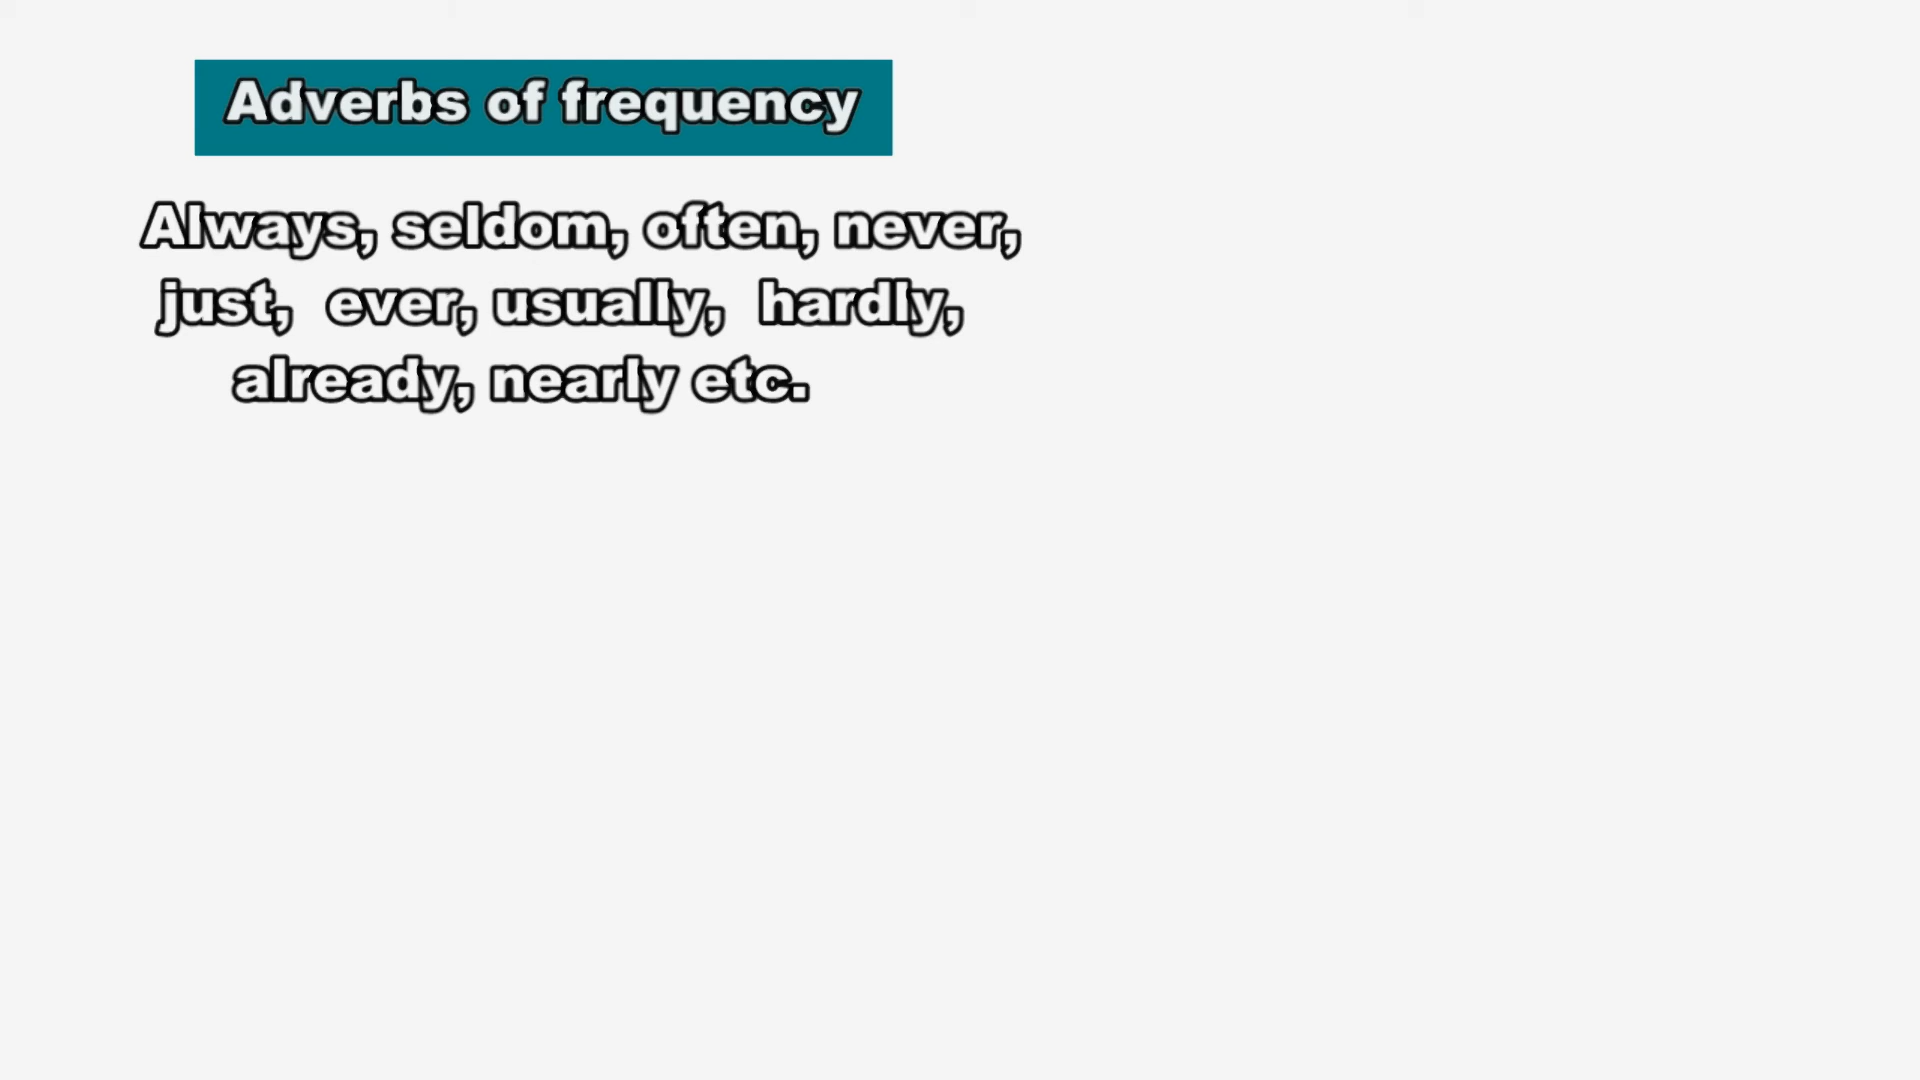 Adverbs of frequency
Always, seldom, often, never,
just, ever, usually, hardly,
already, nearly etc.